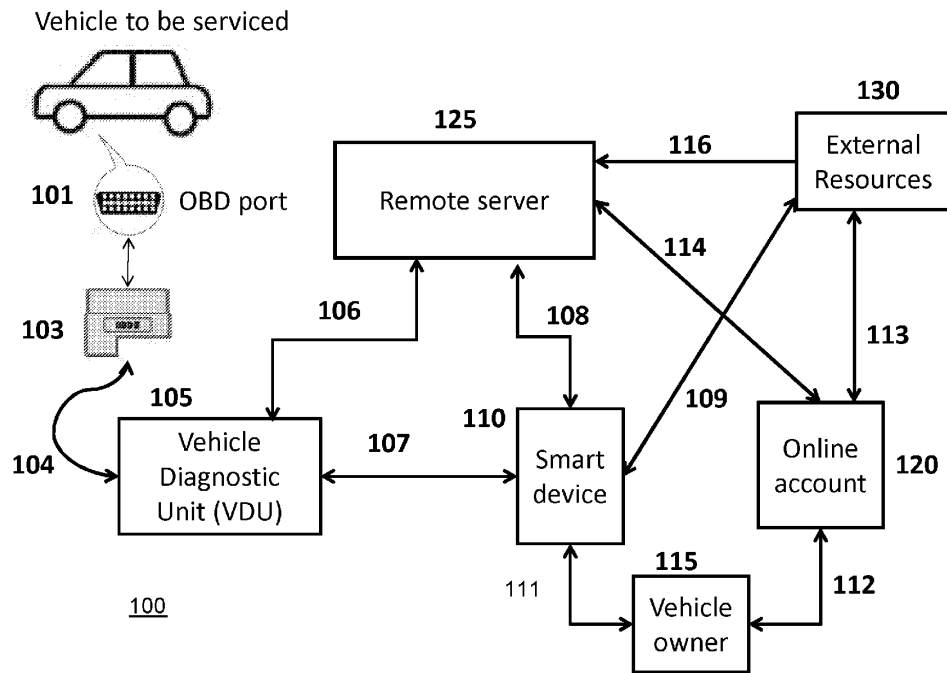 Vehicle to be serviced
130
125
External
Resources
116
101
OBD port
Remote server
114
106
108
103
113
109
105
110
Vehicle
Diagnostic
Unit (VDU)
107
Smart
device
Online
account
120
104
115
111
112
Vehicle
owner
100